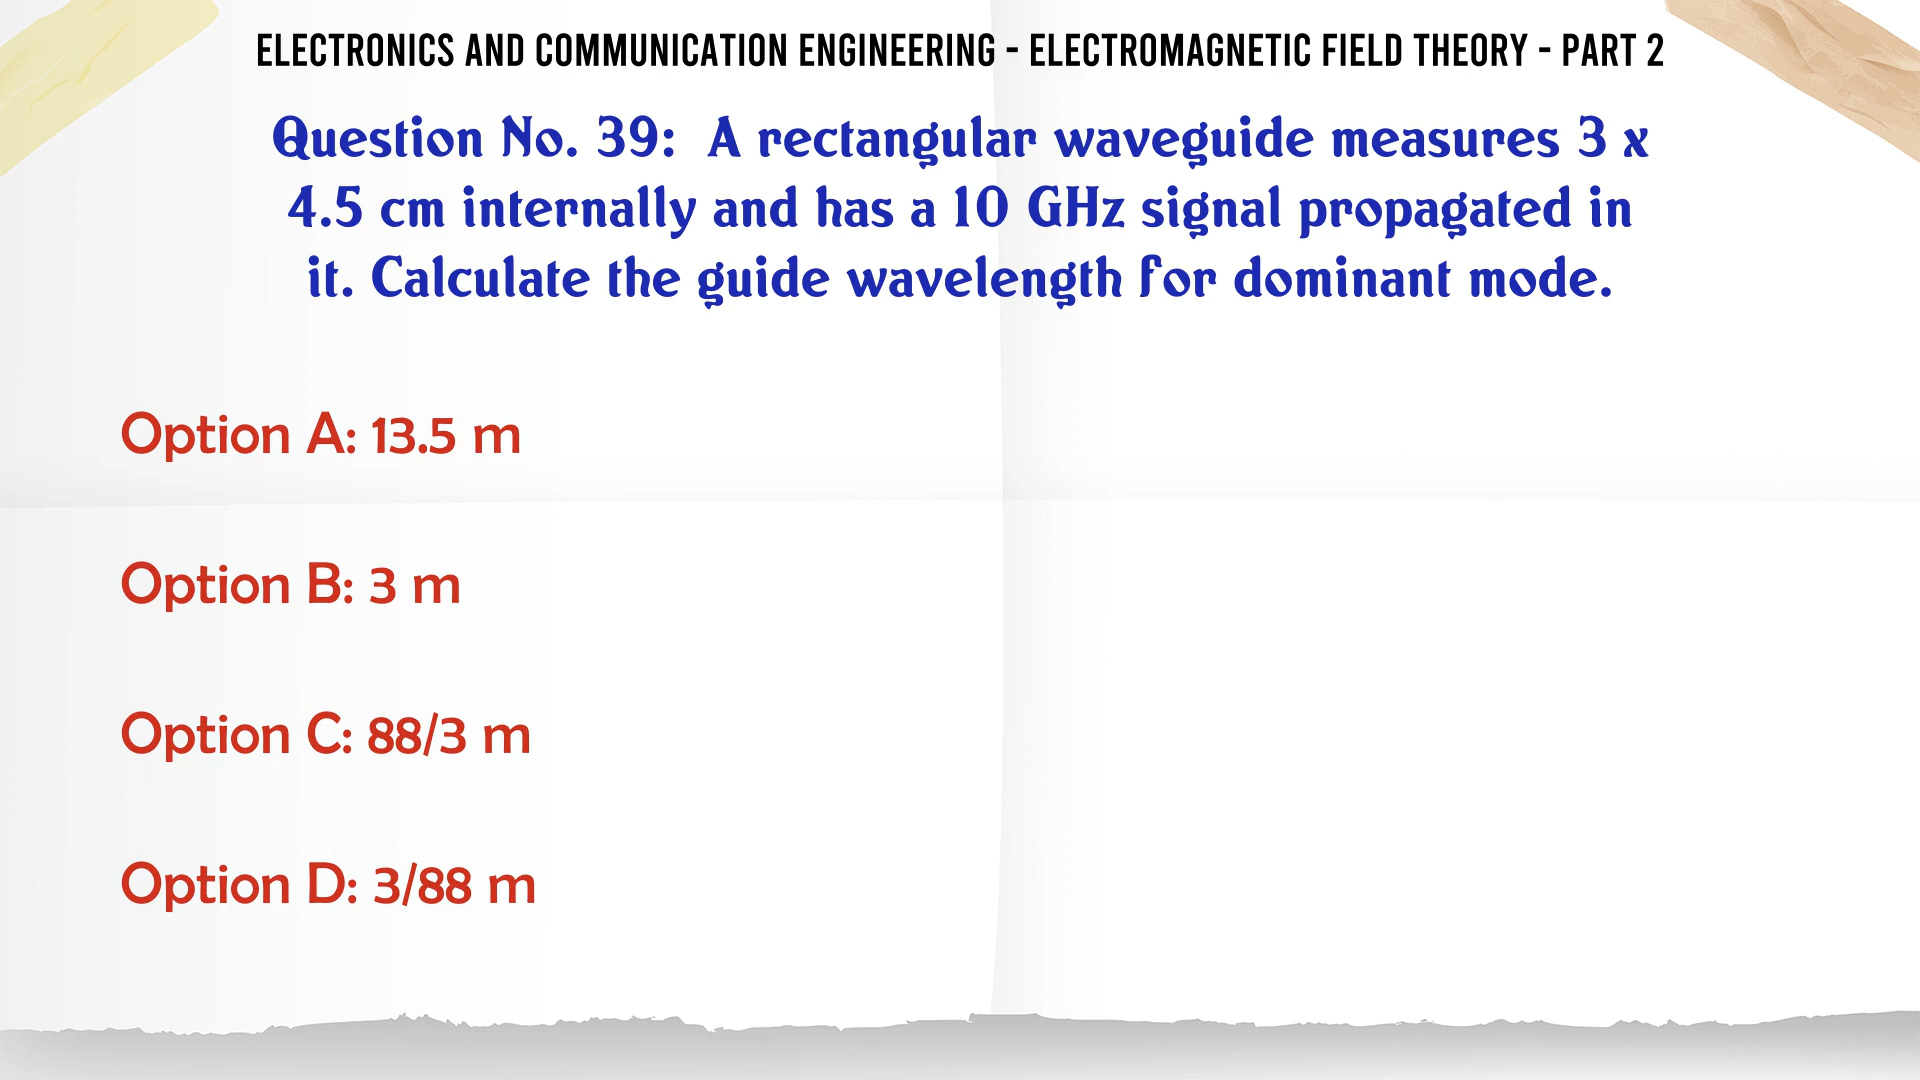 ELECTRONICS AND COMMUNICATION ENGINEERING - ELECTROMAGNETIC FIELD THEORY - PART 2
Question No. 39:  A rectangular waveguide measures 3 x
4.5 cm internally and has a 10 GHz signal propagated in
it. Calculate the guide wavelength for dominant mode.
Option A: 13.5 m
Option B: 3 m
Option C: 88/3 m
Option D: 3/88 m